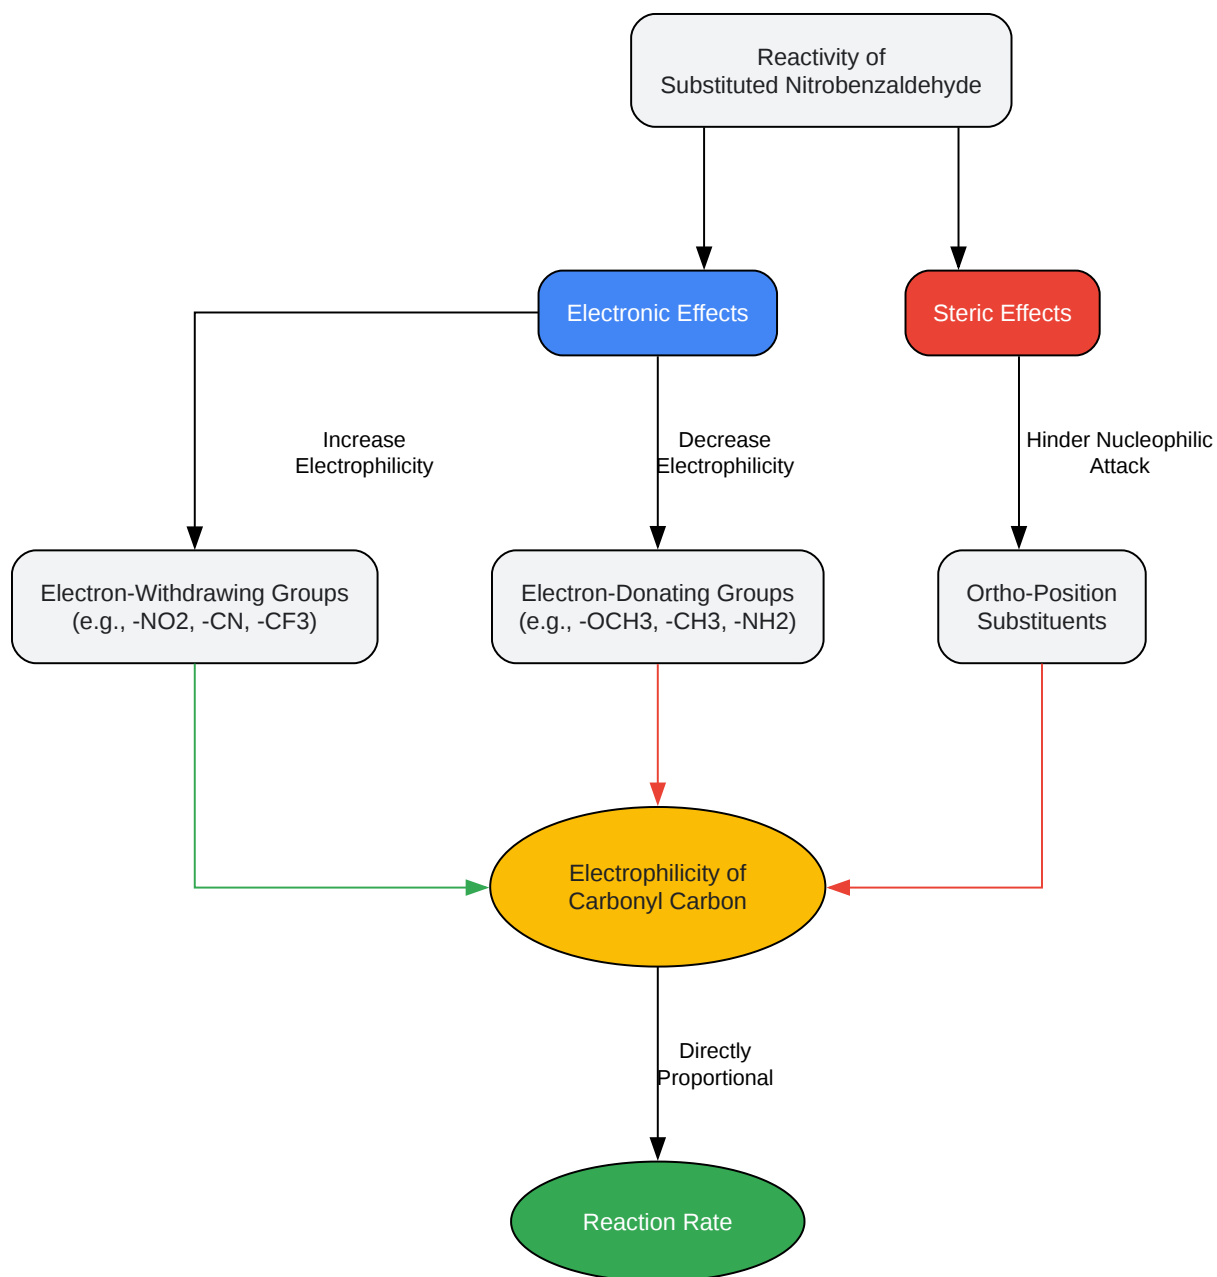 Reactivity of
Substituted Nitrobenzaldehyde
Electronic Effects
Steric Effects
Increase
Electrophilicity
Decrease
Electrophilicity
Hinder Nucleophilic
Attack
Electron-Withdrawing Groups
(e.g., -NO2, -CN, -CF3)
Electron-Donating Groups
(e.g., -OCH3, -CH3, -NH2)
Ortho-Position
Substituents
Electrophilicity of
Carbonyl Carbon
Directly
Proportional
Reaction Rate